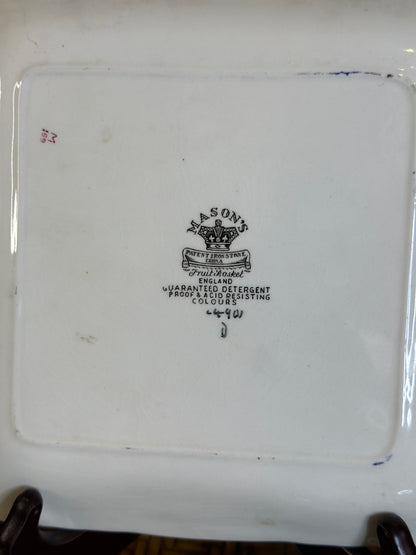 MASON'S
PATENT IRONSTONE
CHINA
Fruit Basket
ENGLAND
GUARANTEED DETERGENT
PROOF & ACID RESISTING
COLOURS
D
M